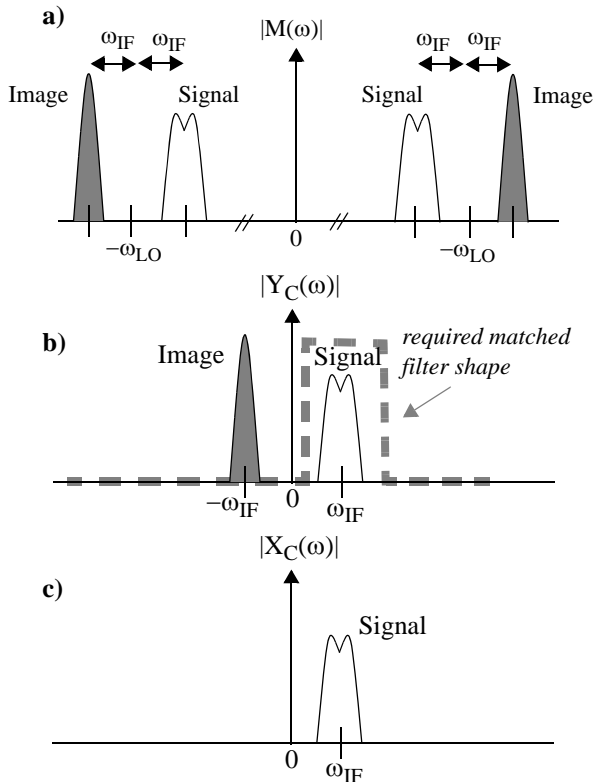 a)
|M(ω)|
ωIF ωIF ωIF ωIF
Image Signal Signal Image
−ωLO 0 −ωLO
|YC(ω)|
b)
Image Signal required matched
filter shape
−ωIF 0 ωIF
|XC(ω)|
c)
Signal
0 ωIF